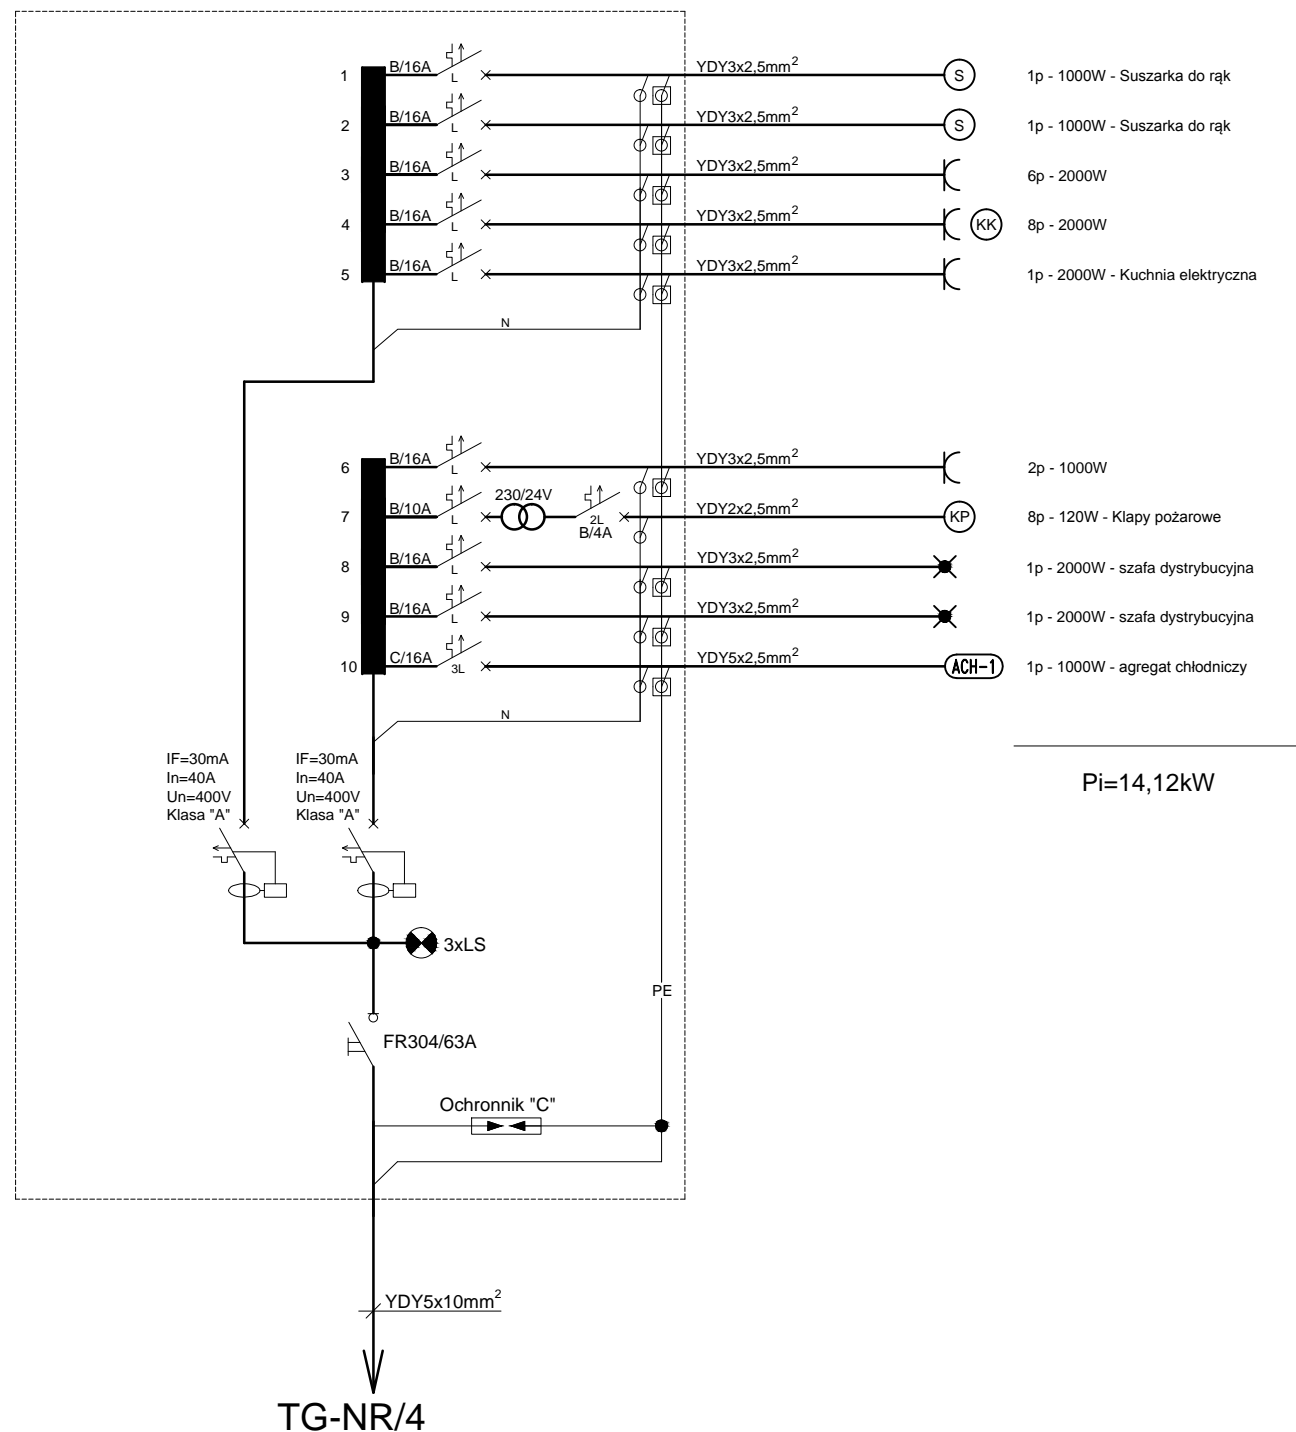 1 B/16A L YDY3x2,5mm² S 1p - 1000W - Suszarka do rąk
2 B/16A L YDY3x2,5mm² S 1p - 1000W - Suszarka do rąk
3 B/16A L YDY3x2,5mm² 6p - 2000W
4 B/16A L YDY3x2,5mm² KK 8p - 2000W
5 B/16A L YDY3x2,5mm² 1p - 2000W - Kuchnia elektryczna
N
6 B/16A L YDY3x2,5mm² 2p - 1000W
7 B/10A L 230/24V 2L B/4A YDY2x2,5mm² KP 8p - 120W - Klapy pożarowe
8 B/16A L YDY3x2,5mm² 1p - 2000W - szafa dystrybucyjna
9 B/16A L YDY3x2,5mm² 1p - 2000W - szafa dystrybucyjna
10 C/16A 3L YDY5x2,5mm² ACH-1 1p - 1000W - agregat chłodniczy
N
IF=30mA
In=40A
Un=400V
Klasa "A"
IF=30mA
In=40A
Un=400V
Klasa "A"
Pi=14,12kW
3xLS
PE
FR304/63A
Ochronnik "C"
YDY5x10mm²
TG-NR/4